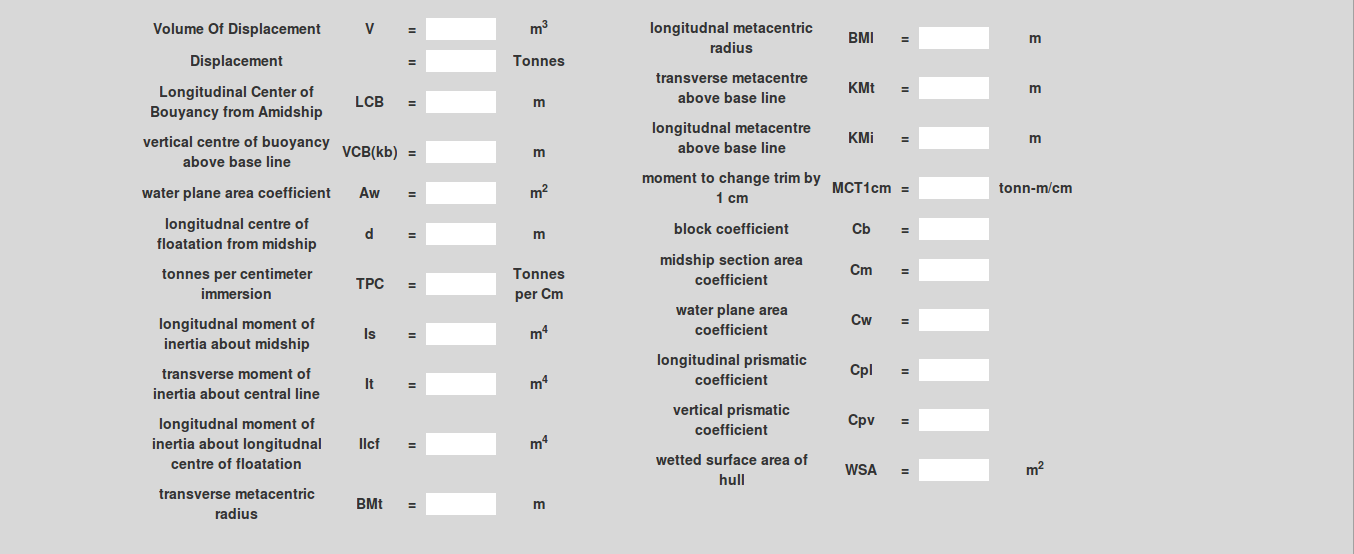 Volume Of Displacement V = m³
Displacement = Tonnes
Longitudinal Center of
Bouyancy from Amidship LCB = m
vertical centre of buoyancy
above base line VCB(kb) = m
water plane area coefficient Aw = m²
longitudnal centre of
floatation from midship d = m
tonnes per centimeter
immersion TPC = Tonnes
per Cm
longitudnal moment of
inertia about midship Is = m⁴
transverse moment of
inertia about central line It = m⁴
longitudnal moment of
inertia about longitudnal Ilcf = m⁴
centre of floatation
transverse metacentric
radius BMt = m
longitudnal metacentric
radius BMl = m
transverse metacentre
above base line KMt = m
longitudnal metacentre
above base line KMi = m
moment to change trim by
1 cm MCT1cm = tonn-m/cm
block coefficient Cb =
midship section area
coefficient Cm =
water plane area
coefficient Cw =
longitudinal prismatic
coefficient Cpl =
vertical prismatic
coefficient Cpv =
wetted surface area of
hull WSA = m²